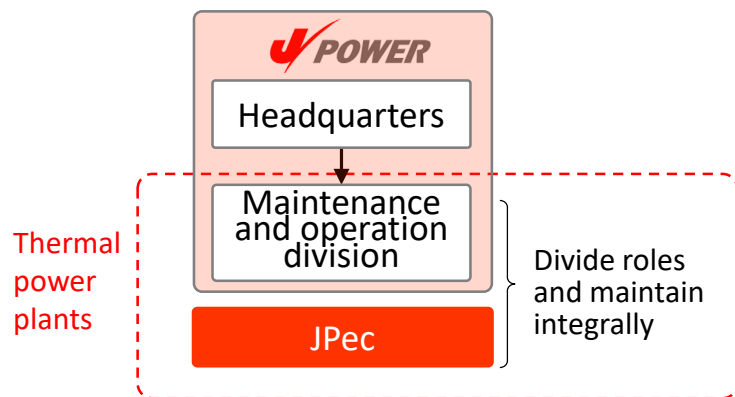 J POWER
Headquarters
Maintenance
and operation
division
Thermal
power
plants
Divide roles
and maintain
integrally
JPec